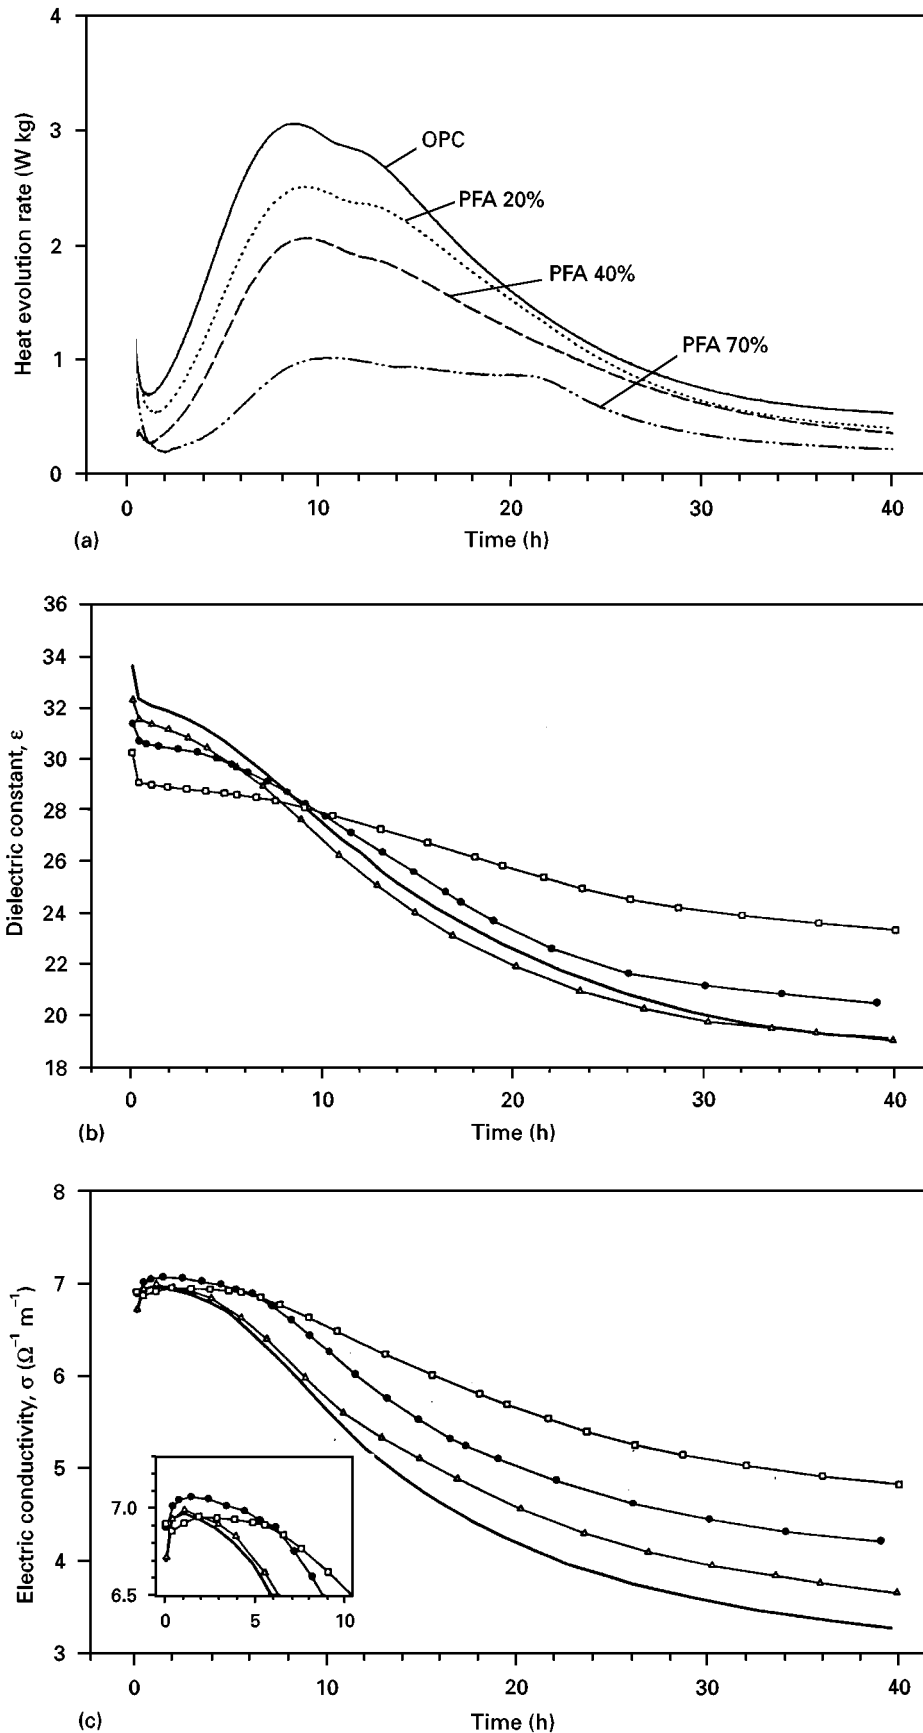 4
3
2
1
0
Heat evolution rate (W kg)
OPC
PFA 20%
PFA 40%
PFA 70%
0 10 20 30 40
(a) Time (h)
36
34
32
30
28
26
24
22
20
18
Dielectric constant, ε
0 10 20 30 40
(b) Time (h)
8
7
6
5
4
3
Electric conductivity, σ (Ω⁻¹ m⁻¹)
7.0
6.5
0 5 10
0 10 20 30 40
(c) Time (h)